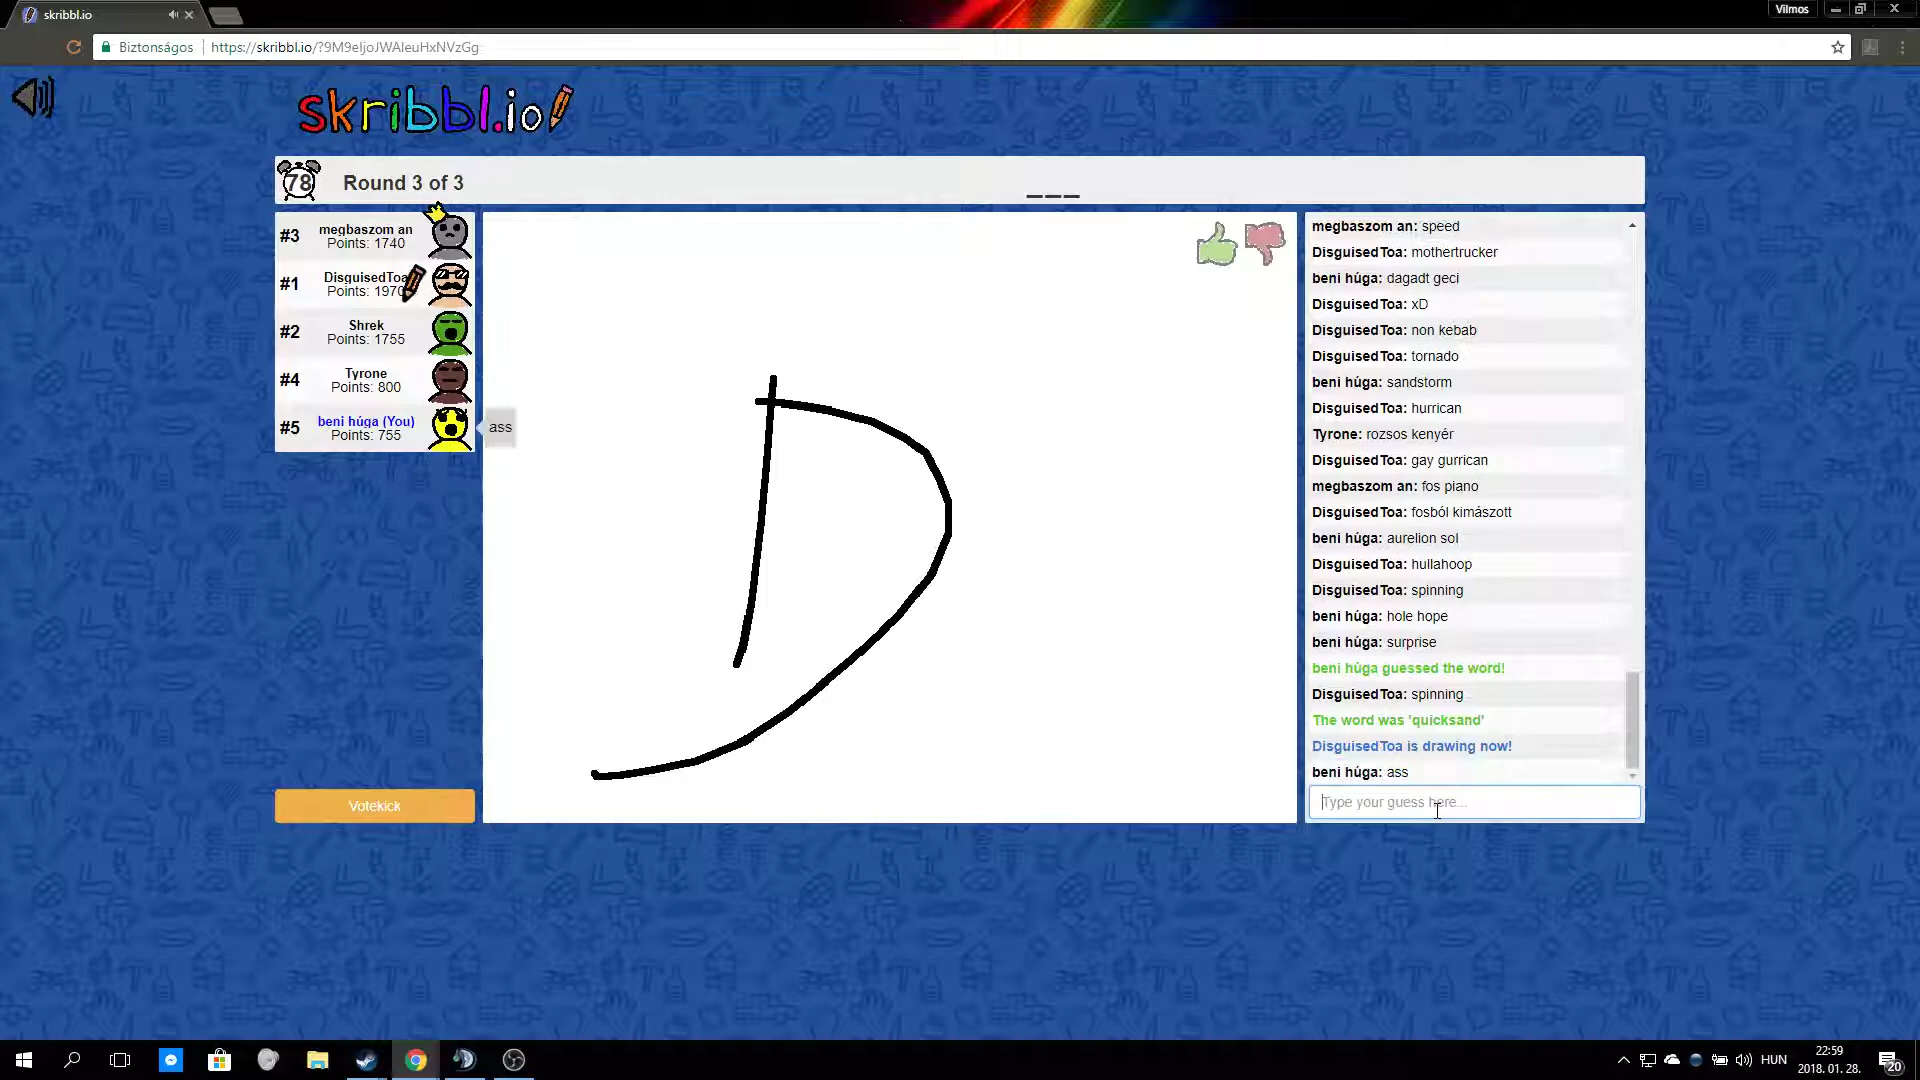 skribbl.io
Vilmos
Biztonságos
https://skribbl.io/?9M9eljoJWAleuHxNVzGg
skribbl.io
78
Round 3 of 3
_ _ _
#3
megbaszom an
Points: 1740
#1
DisguisedToa
Points: 1970
#2
Shrek
Points: 1755
#4
Tyrone
Points: 800
#5
beni húga (You)
Points: 755
ass
Votekick
D
megbaszom an: speed
DisguisedToa: mothertrucker
beni húga: dagadt geci
DisguisedToa: xD
DisguisedToa: non kebab
DisguisedToa: tornado
beni húga: sandstorm
DisguisedToa: hurrican
Tyrone: rozsos kenyér
DisguisedToa: gay gurrican
megbaszom an: fos piano
DisguisedToa: fosból kimászott
beni húga: aurelion sol
DisguisedToa: hullahoop
DisguisedToa: spinning
beni húga: hole hope
beni húga: surprise
beni húga guessed the word!
DisguisedToa: spinning
The word was 'quicksand'
DisguisedToa is drawing now!
beni húga: ass
Type your guess here...
HUN
22:59
2018. 01. 28.
20